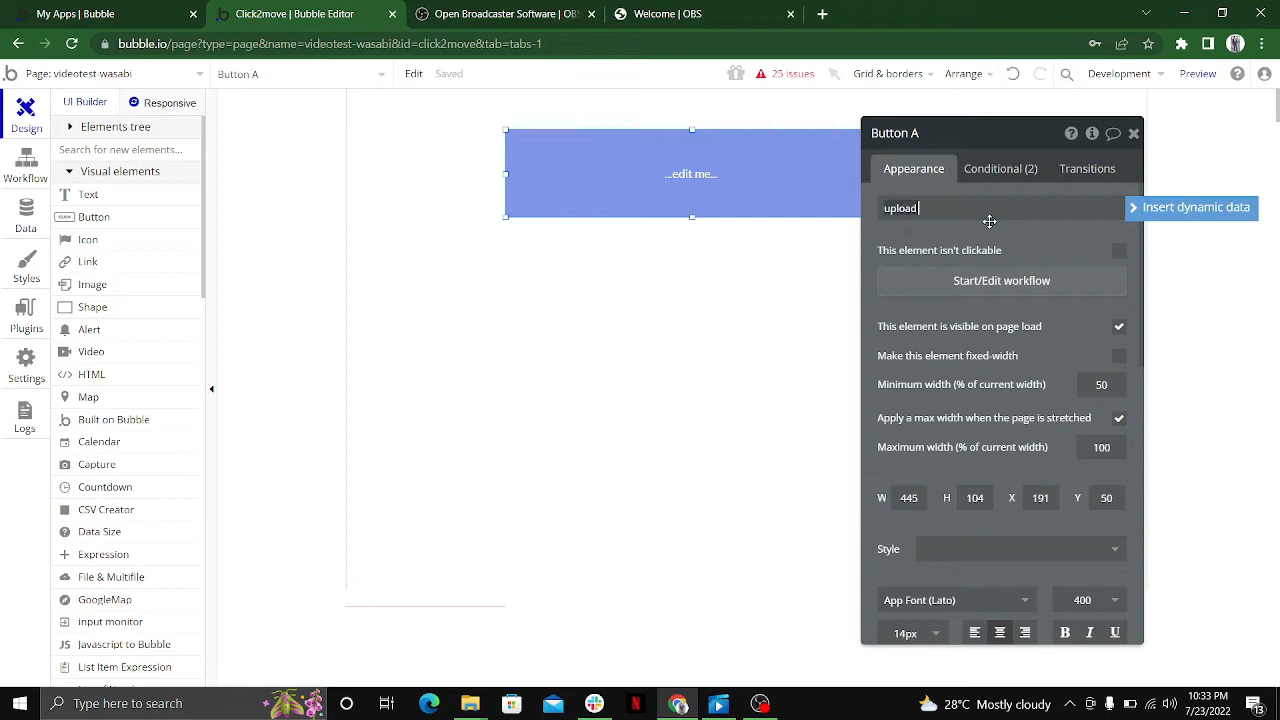 My Apps | Bubble
Click2move | Bubble Editor
Open Broadcaster Software | OBS
Welcome | OBS
bubble.io/page?type=page&name=videotest-wasabi&id=click2move&tab=tabs-1
Page: videotest wasabi
Button A
Edit
Saved
25 issues
Grid & borders
Arrange
Development
Preview
Design
Workflow
Data
Styles
Plugins
Settings
Logs
UI Builder
Responsive
Elements tree
Search for new elements...
Visual elements
Text
CLICK
Button
Icon
Link
Image
Shape
Alert
Video
</> HTML
Map
Built on Bubble
Calendar
Capture
Countdown
CSV Creator
Data Size
Expression
File & Multifile
GoogleMap
input monitor
Javascript to Bubble
List Item Expression
...edit me...
Button A
Appearance
Conditional (2)
Transitions
upload
Insert dynamic data
This element isn't clickable
Start/Edit workflow
This element is visible on page load
Make this element fixed-width
Minimum width (% of current width) 50
Apply a max width when the page is stretched
Maximum width (% of current width) 100
W 445 H 104 X 191 Y 50
Style
App Font (Lato) 400
14px B I U
Type here to search
28°C Mostly cloudy
10:33 PM
7/23/2022
3